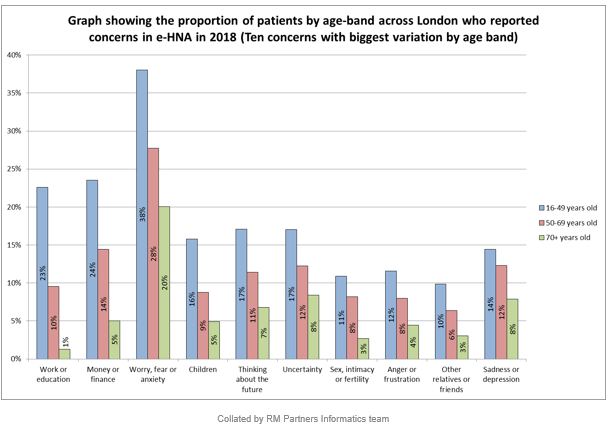 Graph showing the proportion of patients by age-band across London who reported
concerns in e-HNA in 2018 (Ten concerns with biggest variation by age band)
40%
35%
30%
25%
20%
15%
10%
5%
0%
23%
10%
1%
24%
14%
5%
38%
28%
20%
16%
9%
5%
17%
11%
7%
17%
12%
8%
11%
8%
3%
12%
8%
4%
10%
6%
3%
14%
12%
8%
Work or
education
Money or
finance
Worry, fear or
anxiety
Children
Thinking
about the
future
Uncertainty
Sex, intimacy
or fertility
Anger or
frustration
Other
relatives or
friends
Sadness or
depression
16-49 years old
50-69 years old
70+ years old
Collated by RM Partners Informatics team